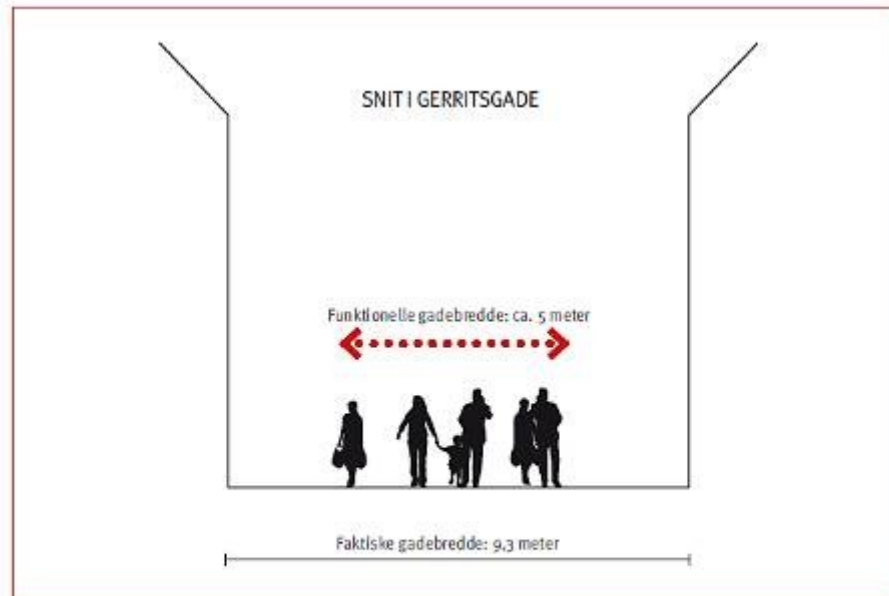 SNIT I GERRITSGADE
Funktionelle gadebredde: ca. 5 meter
Faktiske gadebredde: 9,3 meter